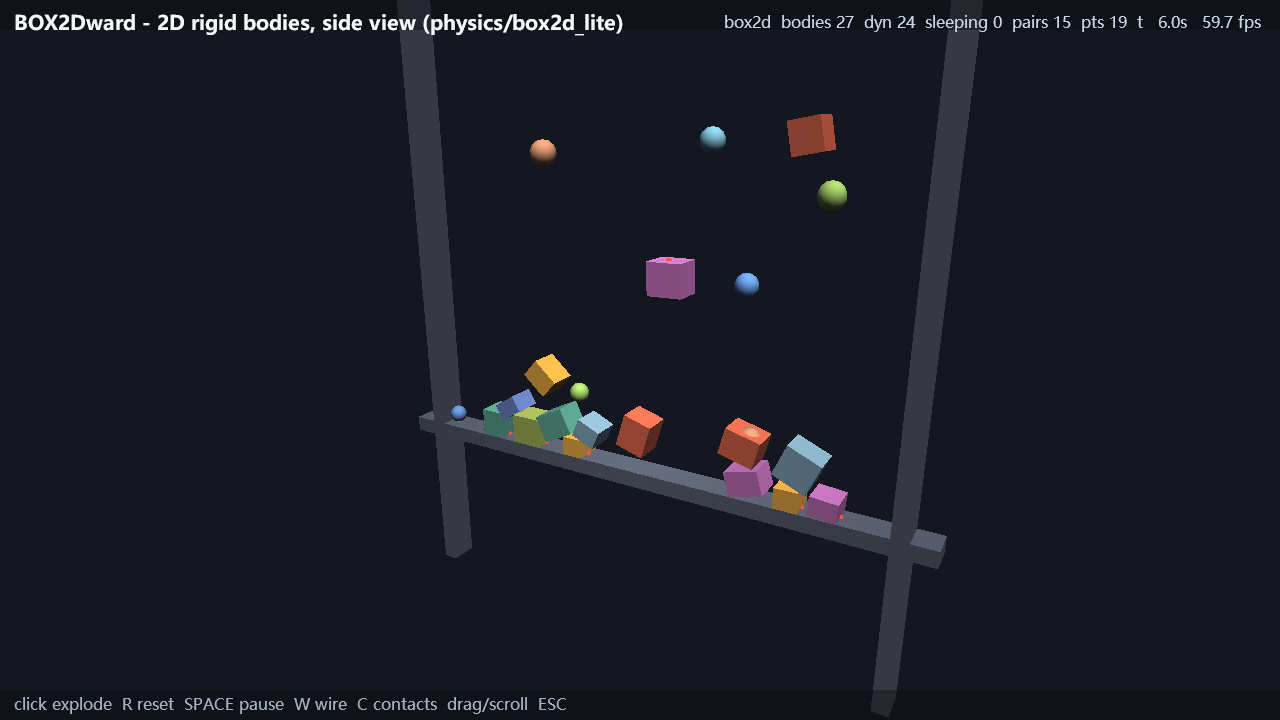 BOX2Dward - 2D rigid bodies, side view (physics/box2d_lite)
box2d bodies 27 dyn 24 sleeping 0 pairs 15 pts 19 t 6.0s 59.7 fps
click explode R reset SPACE pause W wire C contacts drag/scroll ESC